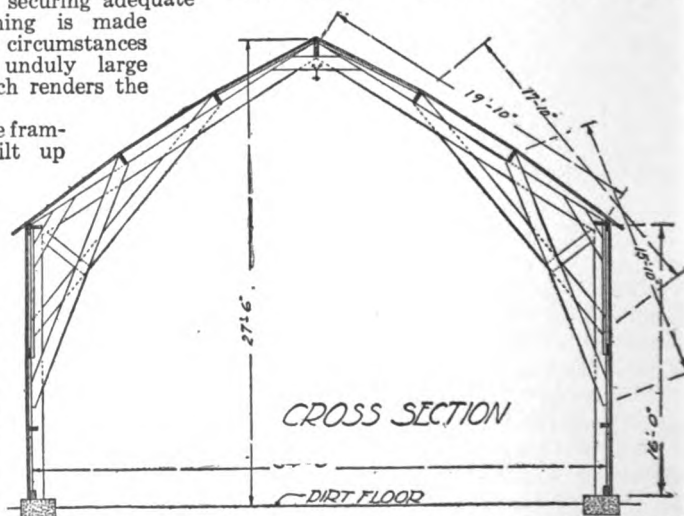 securing adequate
ning is made
circumstances
unduly large
ch renders the
e fram-
ilt up
19'-10"
17'-10"
15'-10"
27'-6"
16'-0"
CROSS SECTION
DIRT FLOOR